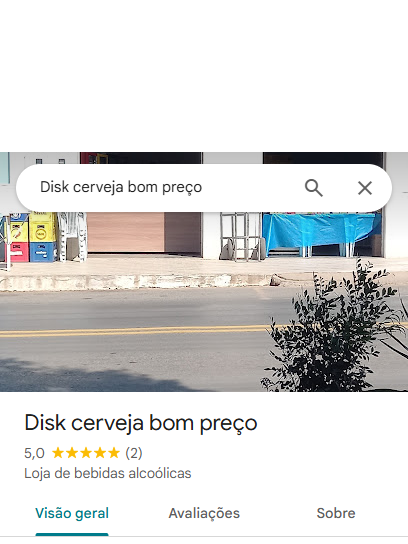 Disk cerveja bom preço
Disk cerveja bom preço
5,0 (2)
Loja de bebidas alcoólicas
Visão geral Avaliações Sobre